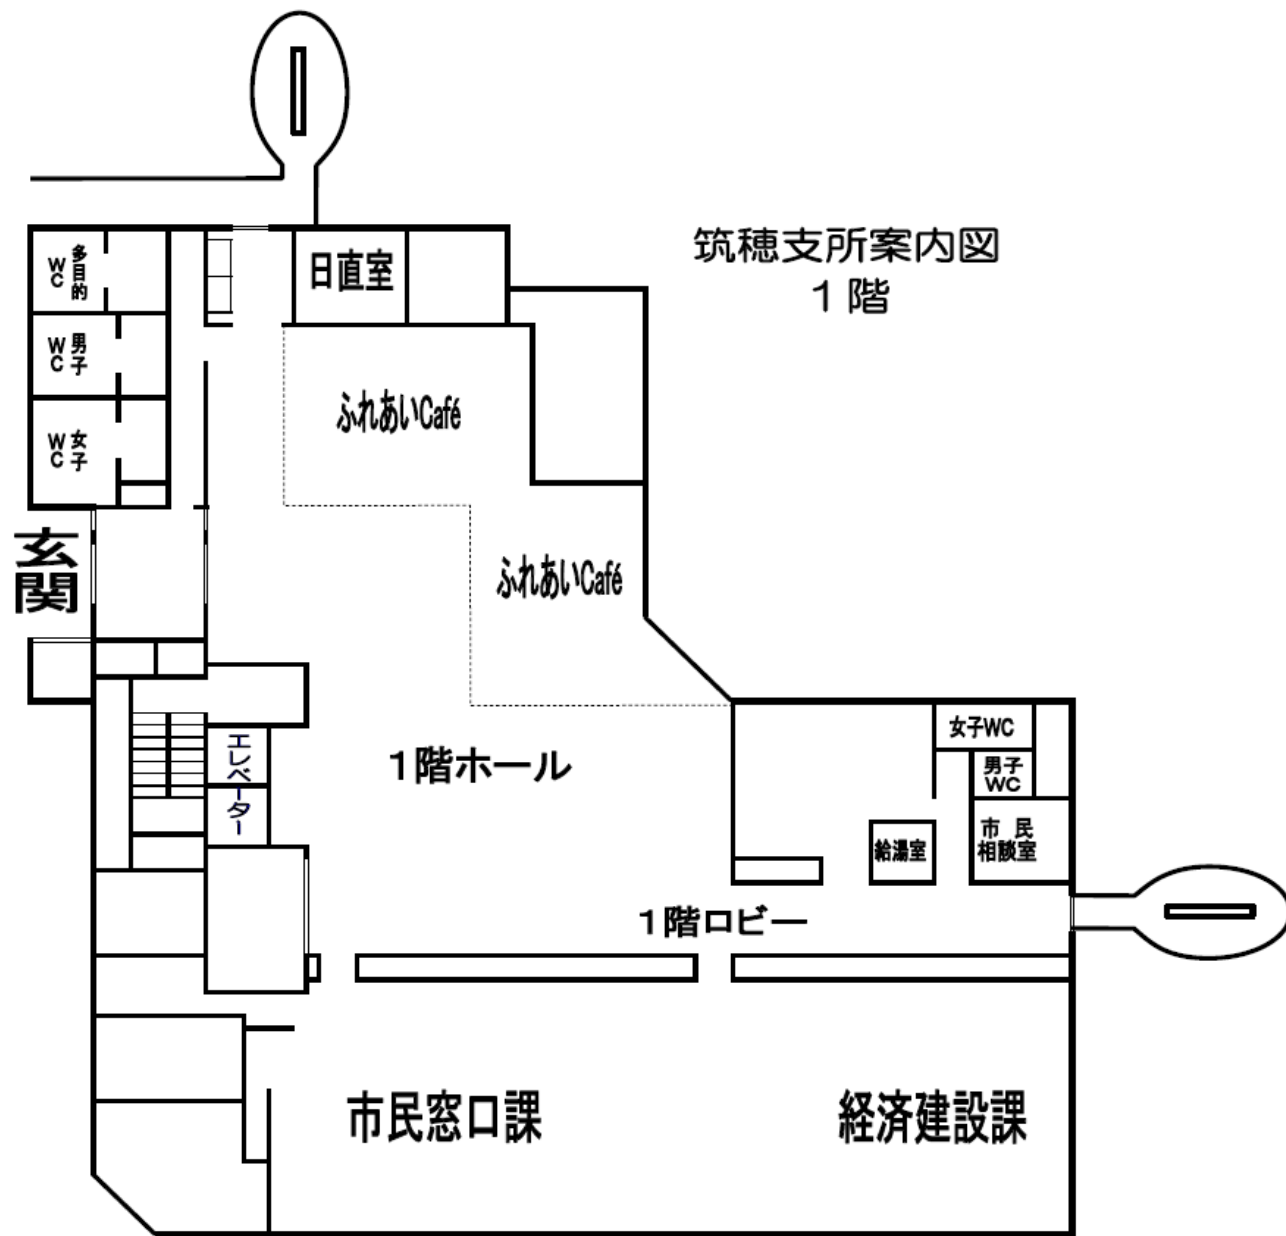 筑穂支所案内図
1階
多目的
WC
日直室
男子
WC
ふれあいCafé
女子
WC
玄関
ふれあいCafé
エレベーター
1階ホール
女子WC
男子
WC
市民
相談室
給湯室
1階ロビー
市民窓口課
経済建設課